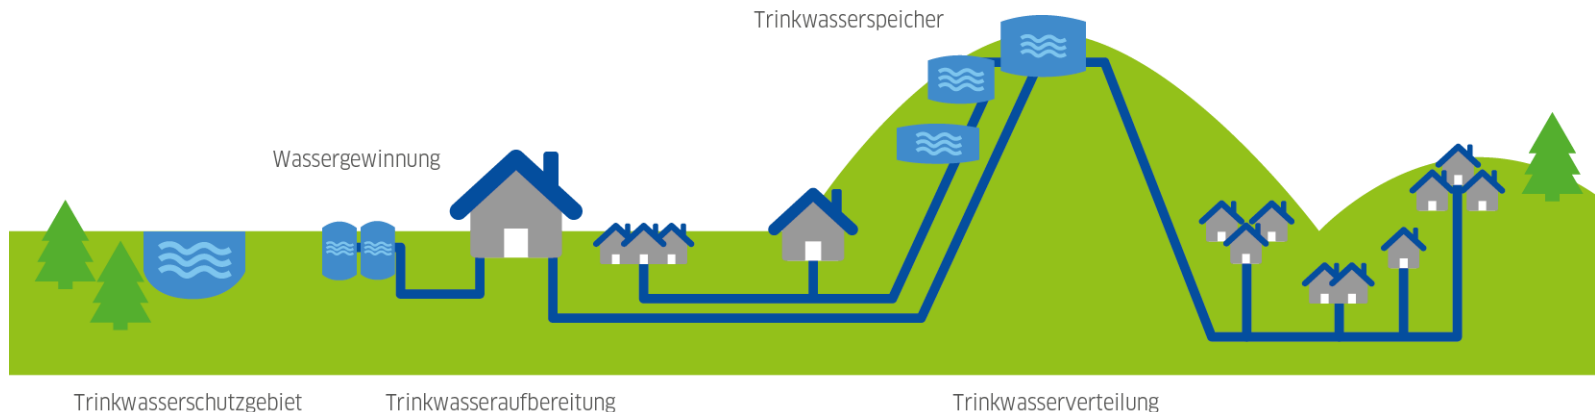 Trinkwasserspeicher
Wassergewinnung
Trinkwasserschutzgebiet
Trinkwasseraufbereitung
Trinkwasserverteilung